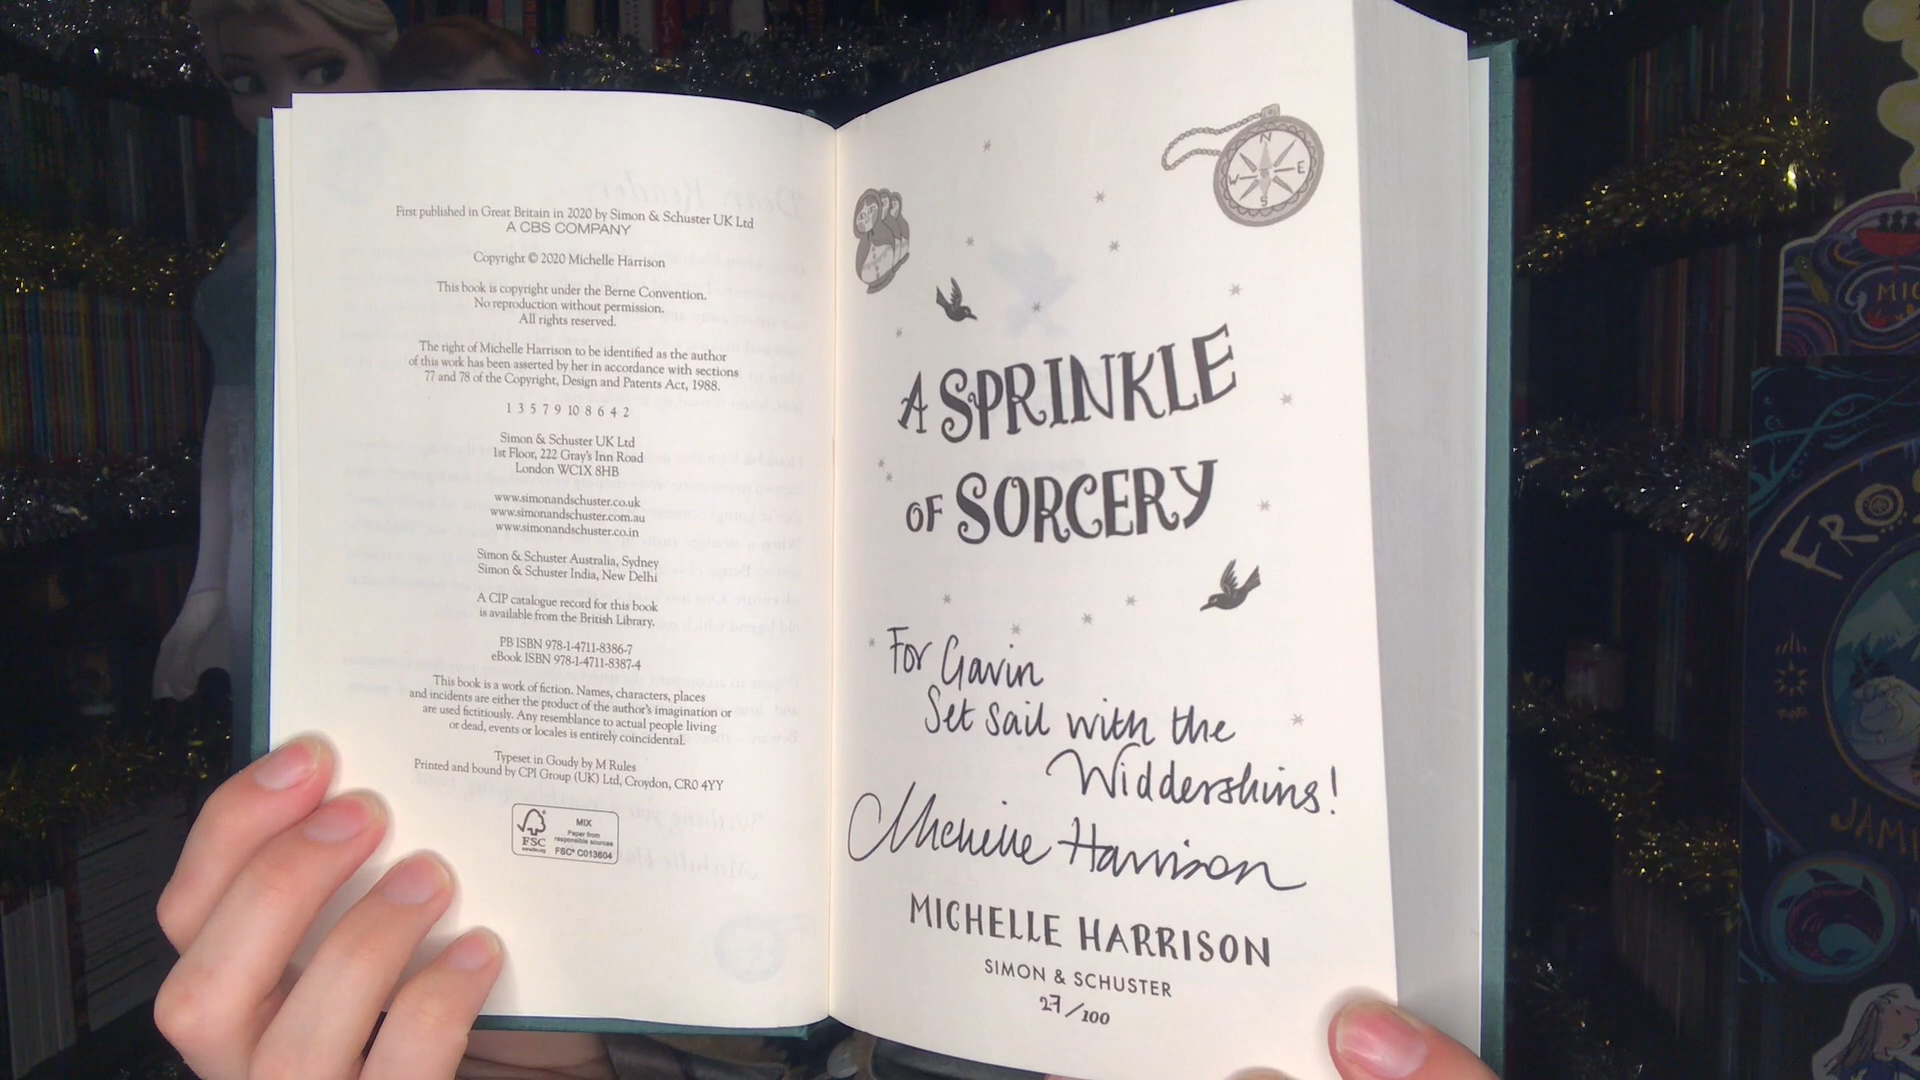 First published in Great Britain in 2020 by Simon & Schuster UK Ltd
A CBS COMPANY
Copyright © 2020 Michelle Harrison
This book is copyright under the Berne Convention.
No reproduction without permission.
All rights reserved.
The right of Michelle Harrison to be identified as the author
of this work has been asserted by her in accordance with sections
77 and 78 of the Copyright, Design and Patents Act, 1988.
1 3 5 7 9 10 8 6 4 2
Simon & Schuster UK Ltd
1st Floor, 222 Gray's Inn Road
London WC1X 8HB
www.simonandschuster.co.uk
www.simonandschuster.com.au
www.simonandschuster.co.in
Simon & Schuster Australia, Sydney
Simon & Schuster India, New Delhi
A CIP catalogue record for this book
is available from the British Library.
PB ISBN 978-1-4711-8386-7
eBook ISBN 978-1-4711-8387-4
This book is a work of fiction. Names, characters, places
and incidents are either the product of the author's imagination or
are used fictitiously. Any resemblance to actual people living
or dead, events or locales is entirely coincidental.
Typeset in Goudy by M Rules
Printed and bound by CPI Group (UK) Ltd, Croydon, CR0 4YY
FSC
MIX
Paper from
responsible sources
FSC® C013604
N
E
S
W
A SPRINKLE
OF SORCERY
For Gavin
Set sail with the
Widdershins!
Michelle Harrison
MICHELLE HARRISON
SIMON & SCHUSTER
27/100